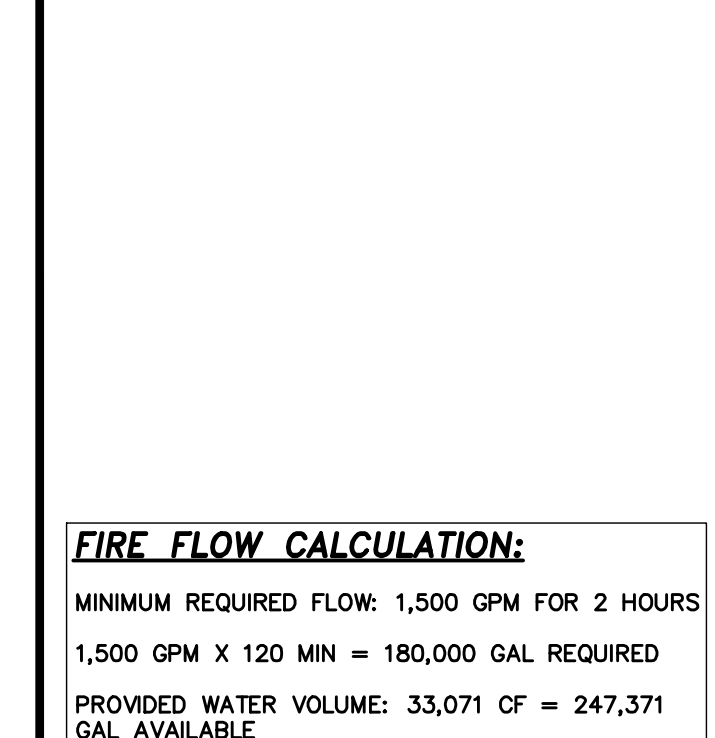 FIRE FLOW CALCULATION:
MINIMUM REQUIRED FLOW: 1,500 GPM FOR 2 HOURS
1,500 GPM X 120 MIN = 180,000 GAL REQUIRED
PROVIDED WATER VOLUME: 33,071 CF = 247,371
GAL AVAILABLE